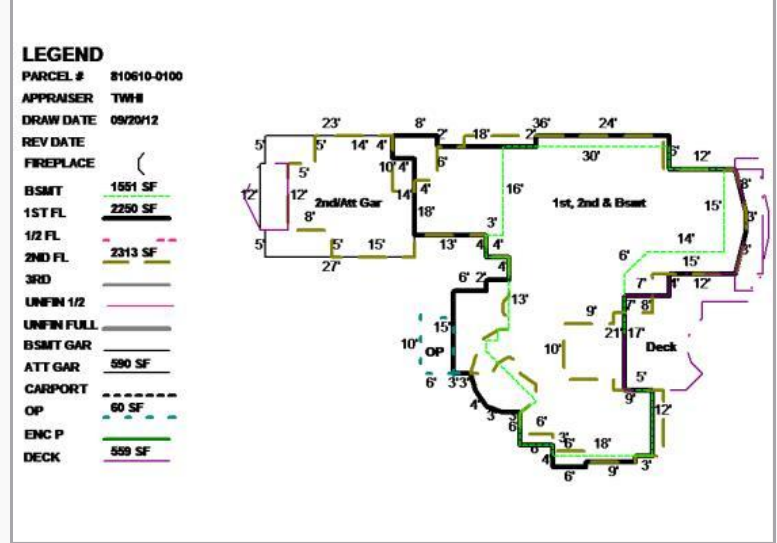 LEGEND
PARCEL # 810610-0100
APPRAISER TWHI
DRAW DATE 09/20/12
REV DATE
FIREPLACE
BSMT 1551 SF
1ST FL 2250 SF
1/2 FL
2ND FL 2313 SF
3RD
UNFIN 1/2
UNFIN FULL
BSMT GAR
ATT GAR 590 SF
CARPORT
OP 60 SF
ENC P
DECK 559 SF
23' 8' 36' 24'
5' 5' 14' 4' 2' 18' 2' 30' 5' 12'
5' 10' 4' 6' 8'
12' 12' 14' 4' 16' 15' 3'
2nd/Att Gar 1st, 2nd & Bsmt
8' 18' 3' 14' 3'
5' 5' 15' 13' 4' 4' 6' 15'
27' 4' 7' 4' 12'
6' 2' 13' 7' 8'
15' 9' 21' 17'
10' OP 10' Deck
6' 3' 3' 5'
4' 9' 12'
3' 3'
6' 6' 3'
6' 6' 18'
4' 3'
6' 9'